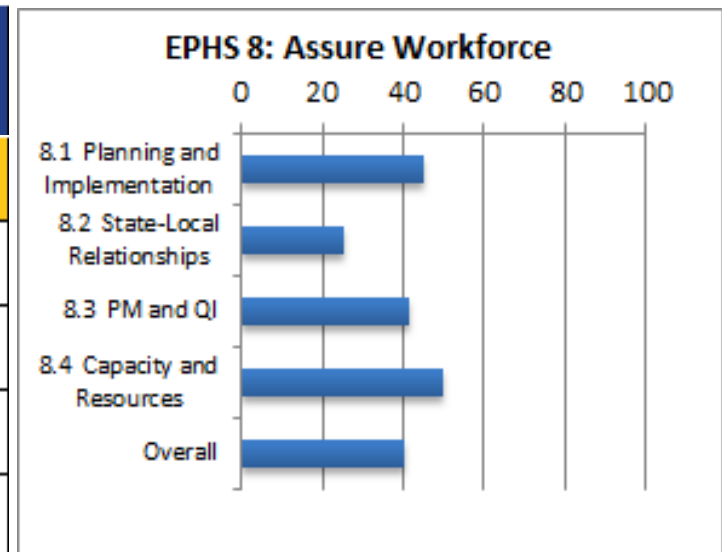 EPHS 8: Assure Workforce
0 20 40 60 80 100
8.1 Planning and
Implementation
8.2 State-Local
Relationships
8.3 PM and QI
8.4 Capacity and
Resources
Overall